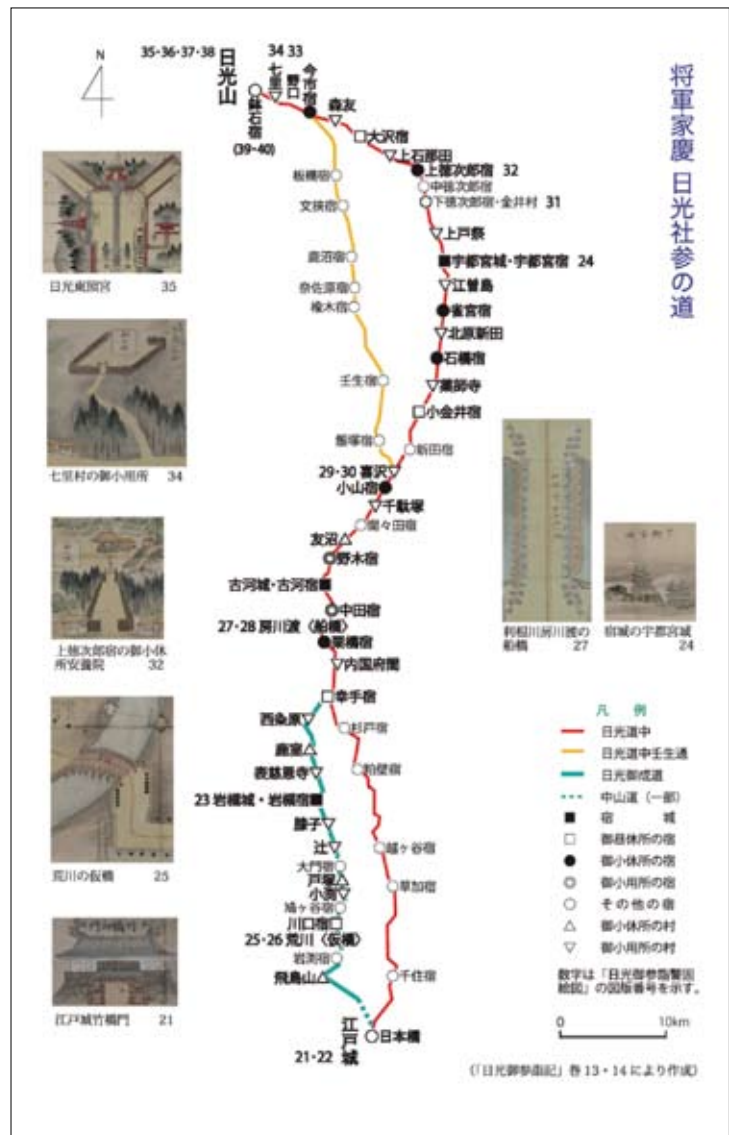 将軍家慶 日光社参の道
N
35・36・37・38 日光山
鉢石宿
(39・40)
34 七里
33 野口
今市宿
森友
大沢宿
上石那田
上徳次郎宿 32
中徳次郎宿
下徳次郎宿・金井村 31
上戸祭
宇都宮城・宇都宮宿 24
江曽島
雀宮宿
北原新田
石橋宿
薬師寺
小金井宿
新田宿
板橋宿
文挟宿
鹿沼宿
奈佐原宿
楡木宿
壬生宿
飯塚宿
29・30 喜沢
小山宿
千駄塚
間々田宿
友沼
野木宿
古河城・古河宿
中田宿
27・28 房川渡〈船橋〉
栗橋宿
内国府間
幸手宿
西粂原
鹿室
表慈恩寺
23 岩槻城・岩槻宿
膝子
辻
大門宿
戸塚
小渕
鳩ヶ谷宿
川口宿
25・26 荒川〈仮橋〉
岩渕宿
飛鳥山
杉戸宿
粕壁宿
越ヶ谷宿
草加宿
千住宿
日本橋
江戸城
21・22
日光東照宮 35
七里村の御小用所 34
上徳次郎宿の御小休
所安養院 32
荒川の仮橋 25
江戸城竹橋門 21
利根川房川渡の
船橋 27
宿城の宇都宮城
24
凡例
日光道中
日光道中壬生通
日光御成道
中山道（一部）
宿城
御昼休所の宿
御小休所の宿
御小用所の宿
その他の宿
御小休所の村
御小用所の村
数字は「日光御参詣警固
絵図」の図版番号を示す。
0 10km
(「日光御参詣記」巻13・14により作成)